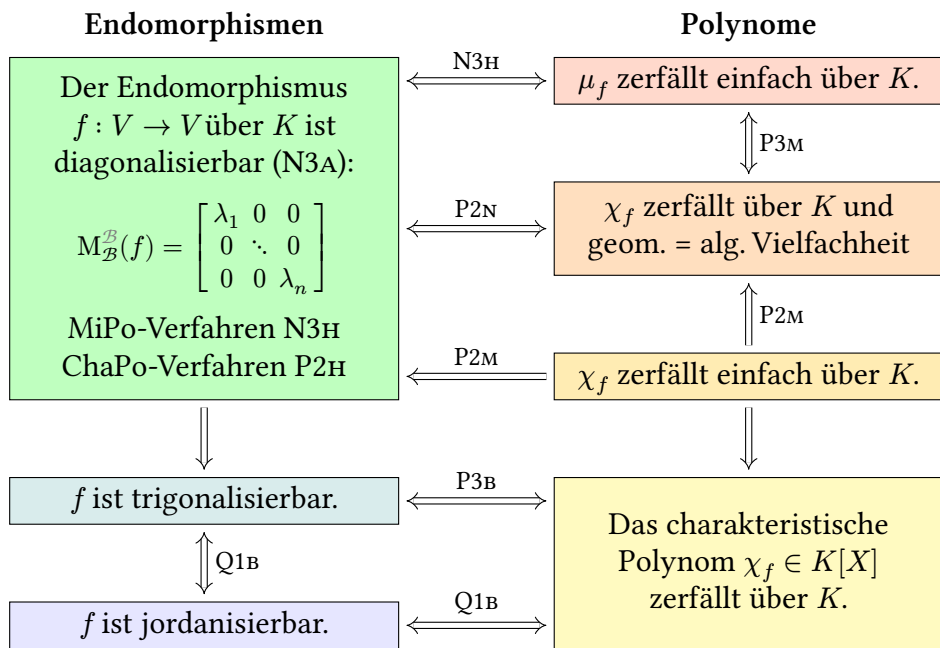 Endomorphismen
Polynome
Der Endomorphismus
f : V → V über K ist
diagonalisierbar (N3A):
M_ℬ^ℬ(f) = [ λ₁ 0 0
0 ⋱ 0
0 0 λₙ ]
MiPo-Verfahren N3H
ChaPo-Verfahren P2H
N3H
μ_f zerfällt einfach über K.
P3M
P2N
χ_f zerfällt über K und
geom. = alg. Vielfachheit
P2M
P2M
χ_f zerfällt einfach über K.
f ist trigonalisierbar.
P3B
Das charakteristische
Polynom χ_f ∈ K[X]
zerfällt über K.
Q1B
f ist jordanisierbar.
Q1B